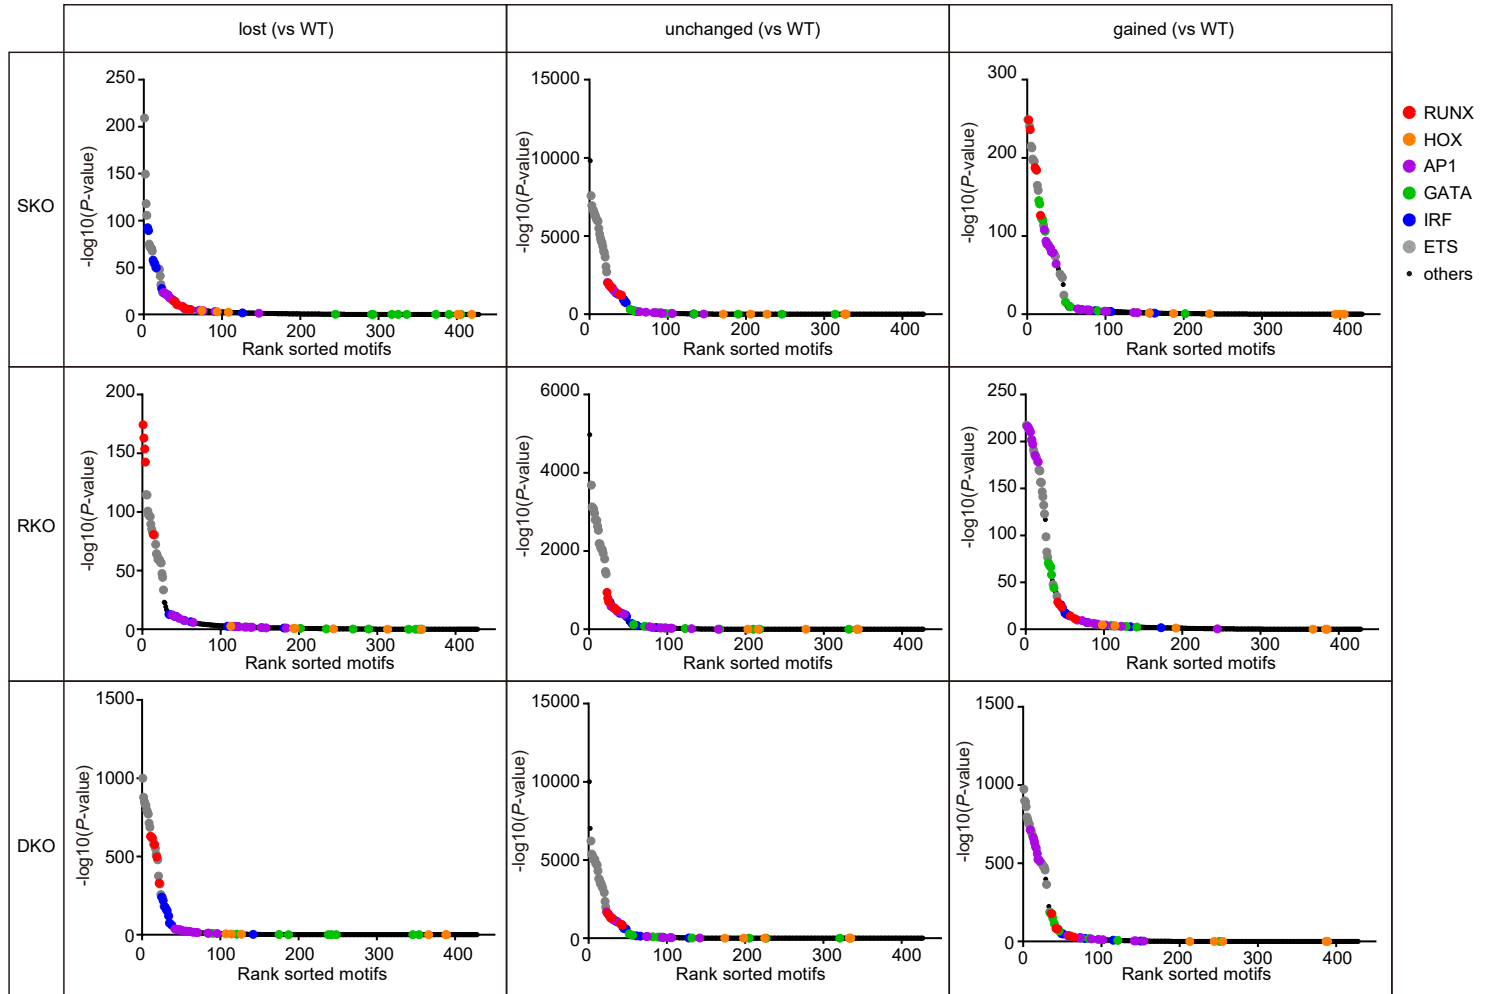 lost (vs WT)
unchanged (vs WT)
gained (vs WT)
SKO
250
200
150
100
50
0
-log10(P-value)
0 100 200 300 400
Rank sorted motifs
15000
10000
5000
0
-log10(P-value)
0 100 200 300 400
Rank sorted motifs
300
200
100
0
-log10(P-value)
0 100 200 300 400
Rank sorted motifs
RUNX
HOX
AP1
GATA
IRF
ETS
others
RKO
200
150
100
50
0
-log10(P-value)
0 100 200 300 400
Rank sorted motifs
6000
4000
2000
0
-log10(P-value)
0 100 200 300 400
Rank sorted motifs
250
200
150
100
50
0
-log10(P-value)
0 100 200 300 400
Rank sorted motifs
DKO
1500
1000
500
0
-log10(P-value)
0 100 200 300 400
Rank sorted motifs
15000
10000
5000
0
-log10(P-value)
0 100 200 300 400
Rank sorted motifs
1500
1000
500
0
-log10(P-value)
0 100 200 300 400
Rank sorted motifs